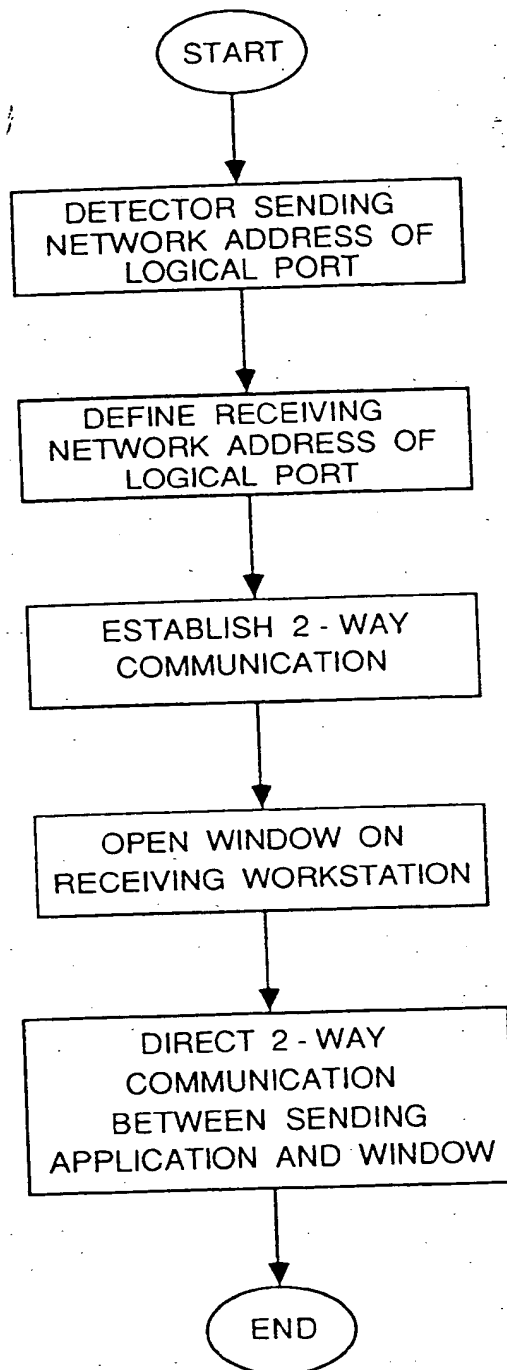 START
DETECTOR SENDING
NETWORK ADDRESS OF
LOGICAL PORT
DEFINE RECEIVING
NETWORK ADDRESS OF
LOGICAL PORT
ESTABLISH 2 - WAY
COMMUNICATION
OPEN WINDOW ON
RECEIVING WORKSTATION
DIRECT 2 - WAY
COMMUNICATION
BETWEEN SENDING
APPLICATION AND WINDOW
END